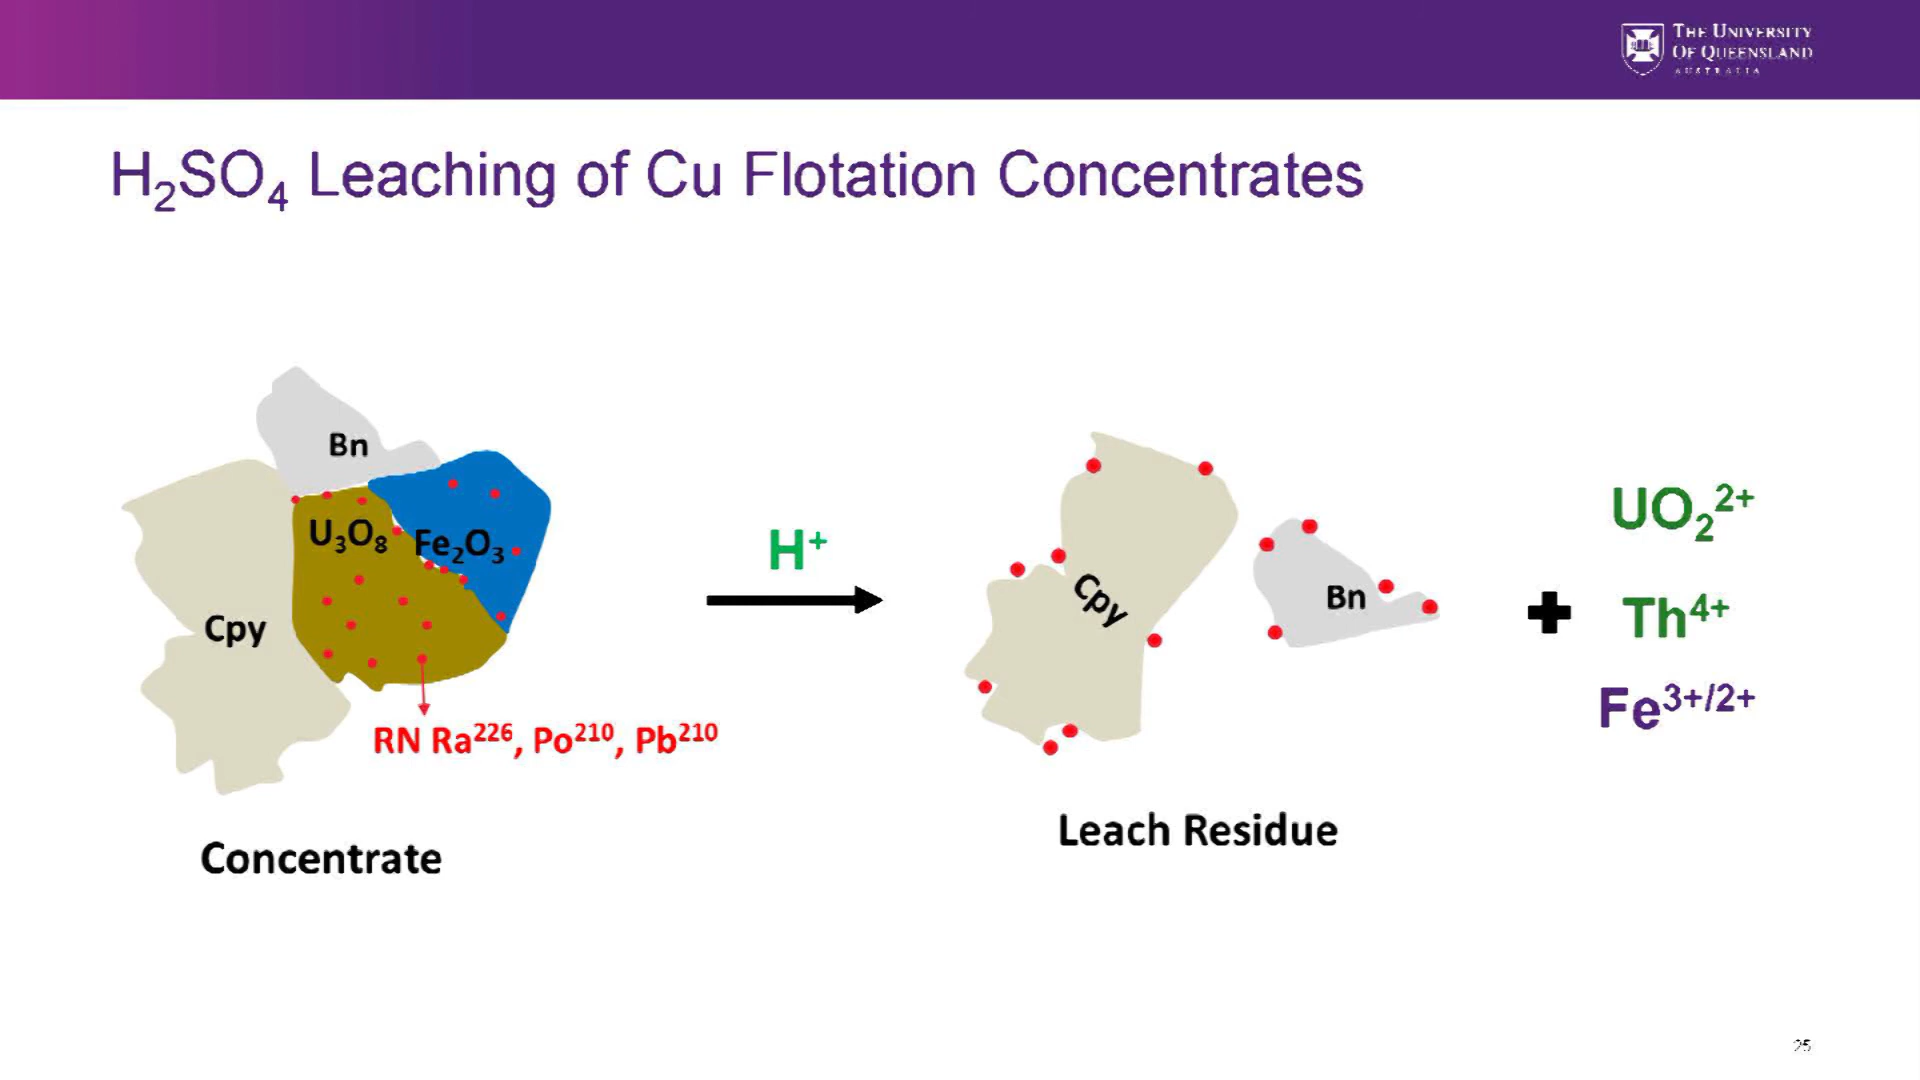 THE UNIVERSITY
OF QUEENSLAND
AUSTRALIA
H₂SO₄ Leaching of Cu Flotation Concentrates
Bn
U₃O₈
Fe₂O₃
Cpy
RN Ra²²⁶, Po²¹⁰, Pb²¹⁰
Concentrate
H⁺
Cpy
Bn
Leach Residue
+
UO₂²⁺
Th⁴⁺
Fe³⁺/²⁺
25